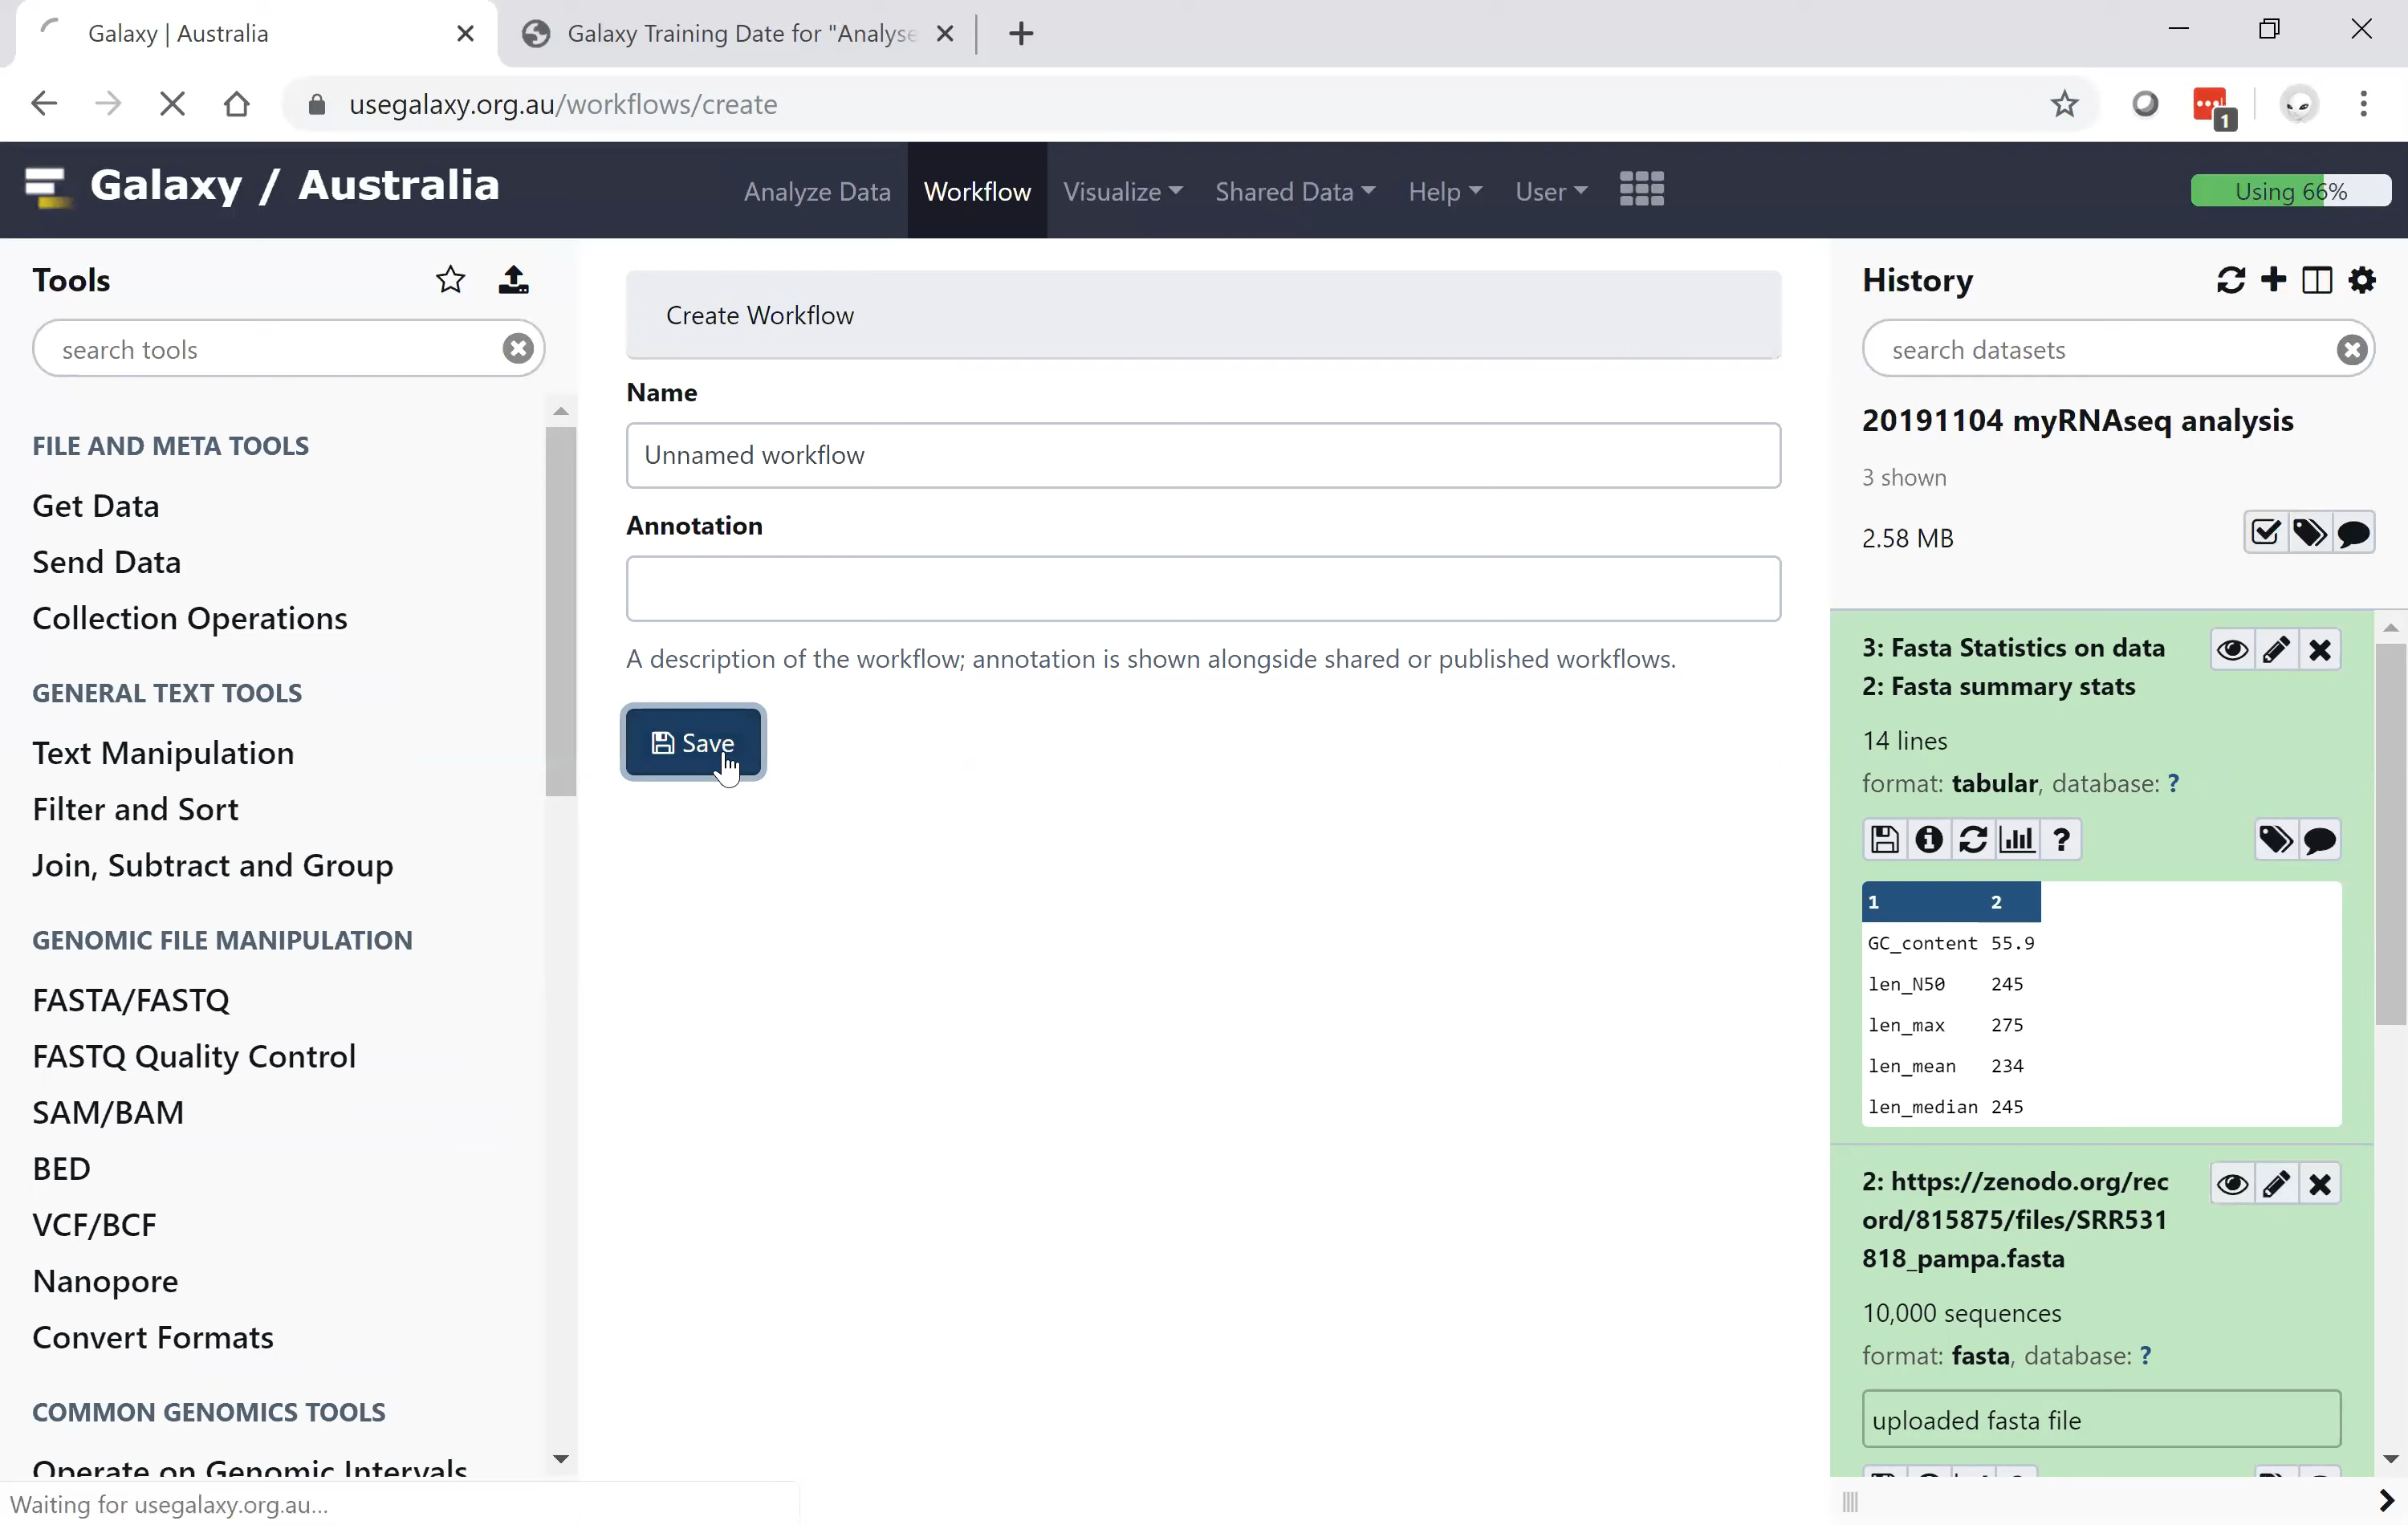 Galaxy | Australia
Galaxy Training Date for "Analyse
usegalaxy.org.au/workflows/create
1
Galaxy / Australia
Analyze Data
Workflow
Visualize
Shared Data
Help
User
Using 66%
Tools
search tools
FILE AND META TOOLS
Get Data
Send Data
Collection Operations
GENERAL TEXT TOOLS
Text Manipulation
Filter and Sort
Join, Subtract and Group
GENOMIC FILE MANIPULATION
FASTA/FASTQ
FASTQ Quality Control
SAM/BAM
BED
VCF/BCF
Nanopore
Convert Formats
COMMON GENOMICS TOOLS
Operate on Genomic Intervals
Create Workflow
Name
Unnamed workflow
Annotation
A description of the workflow; annotation is shown alongside shared or published workflows.
Save
History
search datasets
20191104 myRNAseq analysis
3 shown
2.58 MB
3: Fasta Statistics on data
2: Fasta summary stats
14 lines
format: tabular, database: ?
1 2
GC_content 55.9
len_N50 245
len_max 275
len_mean 234
len_median 245
2: https://zenodo.org/rec
ord/815875/files/SRR531
818_pampa.fasta
10,000 sequences
format: fasta, database: ?
uploaded fasta file
Waiting for usegalaxy.org.au...